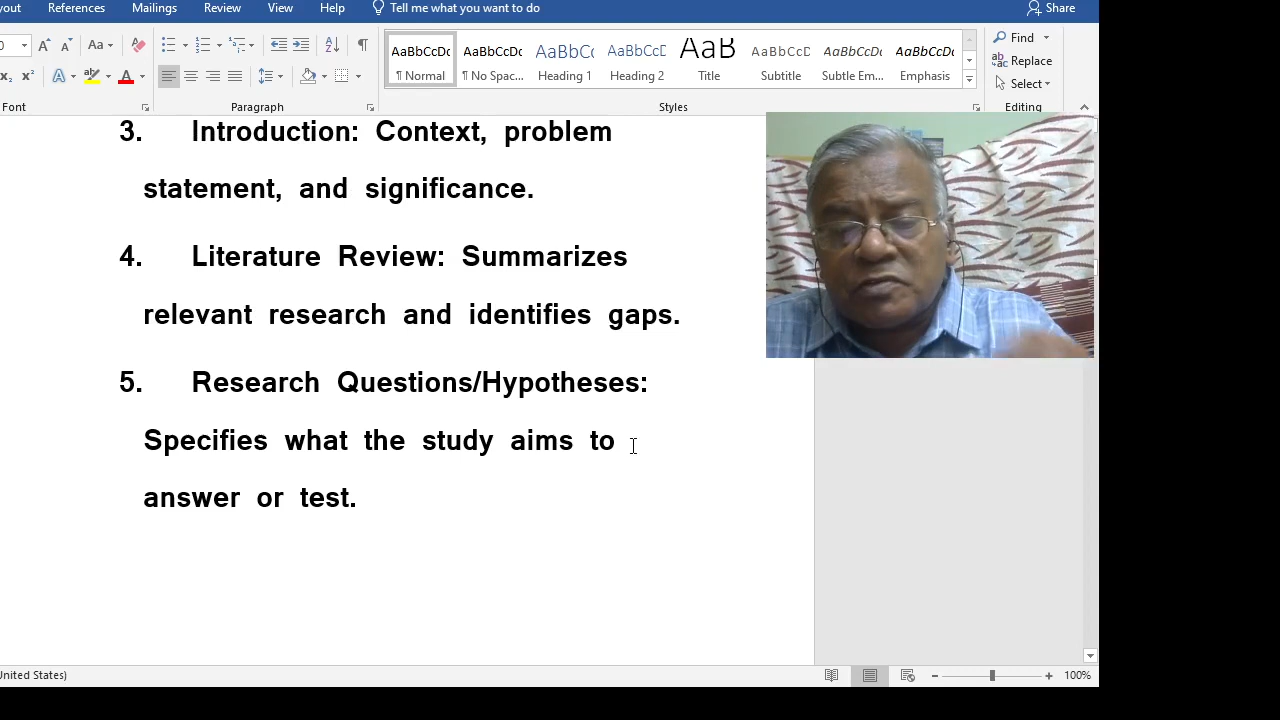 yout References Mailings Review View Help Tell me what you want to do Share
Aa
AaBbCcDc AaBbCcDc AaBbCc AaBbCcD AaB AaBbCcD AaBbCcDc AaBbCcDc
Find
Replace
Select
¶ Normal ¶ No Spac... Heading 1 Heading 2 Title Subtitle Subtle Em... Emphasis
Font Paragraph Styles Editing
3. Introduction: Context, problem
statement, and significance.
4. Literature Review: Summarizes
relevant research and identifies gaps.
5. Research Questions/Hypotheses:
Specifies what the study aims to
answer or test.
United States) 100%